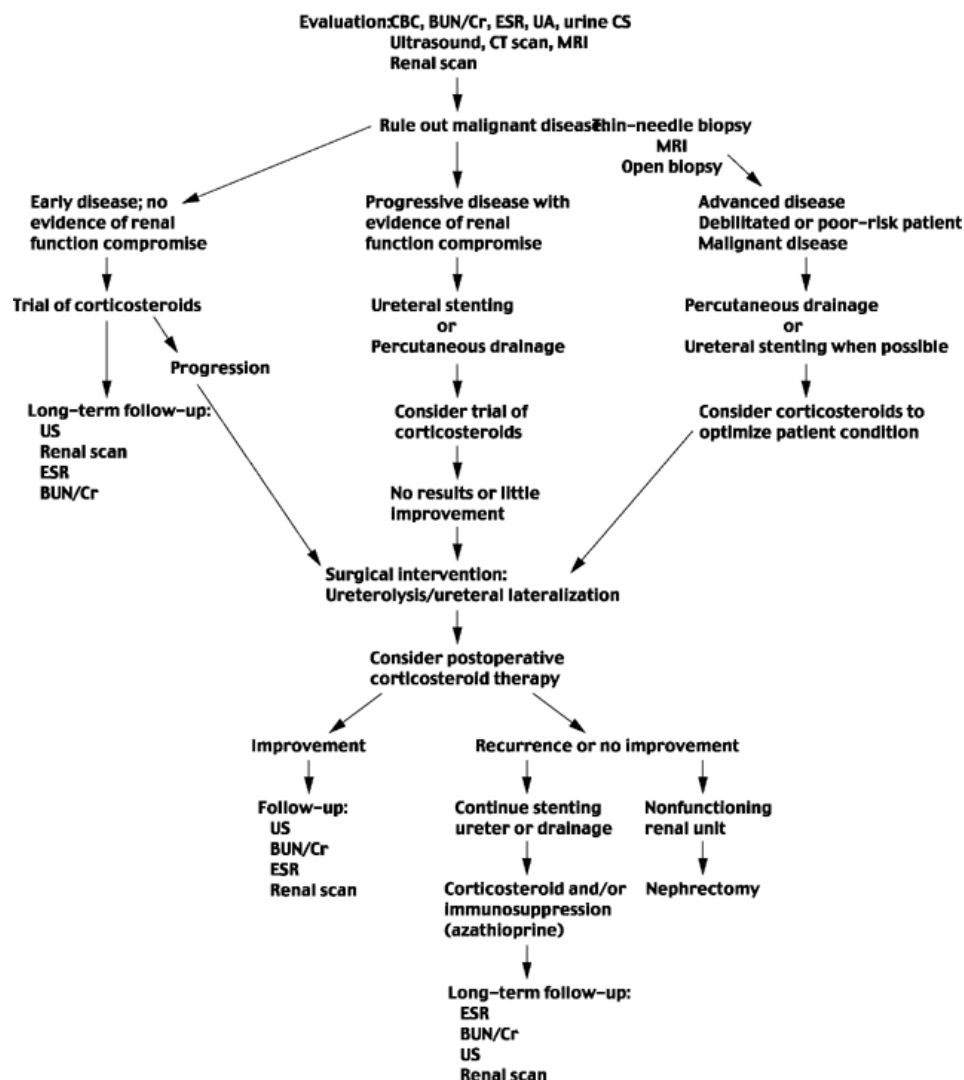 Evaluation:CBC, BUN/Cr, ESR, UA, urine CS
Ultrasound, CT scan, MRI
Renal scan
Rule out malignant disease
Thin-needle biopsy
MRI
Open biopsy
Early disease; no
evidence of renal
function compromise
Progressive disease with
evidence of renal
function compromise
Advanced disease
Debilitated or poor-risk patient
Malignant disease
Trial of corticosteroids
Ureteral stenting
or
Percutaneous drainage
Percutaneous drainage
or
Ureteral stenting when possible
Progression
Long-term follow-up:
US
Renal scan
ESR
BUN/Cr
Consider trial of
corticosteroids
Consider corticosteroids to
optimize patient condition
No results or little
improvement
Surgical intervention:
Ureterolysis/ureteral lateralization
Consider postoperative
corticosteroid therapy
Improvement
Recurrence or no improvement
Follow-up:
US
BUN/Cr
ESR
Renal scan
Continue stenting
ureter or drainage
Nonfunctioning
renal unit
Corticosteroid and/or
immunosuppression
(azathioprine)
Nephrectomy
Long-term follow-up:
ESR
BUN/Cr
US
Renal scan